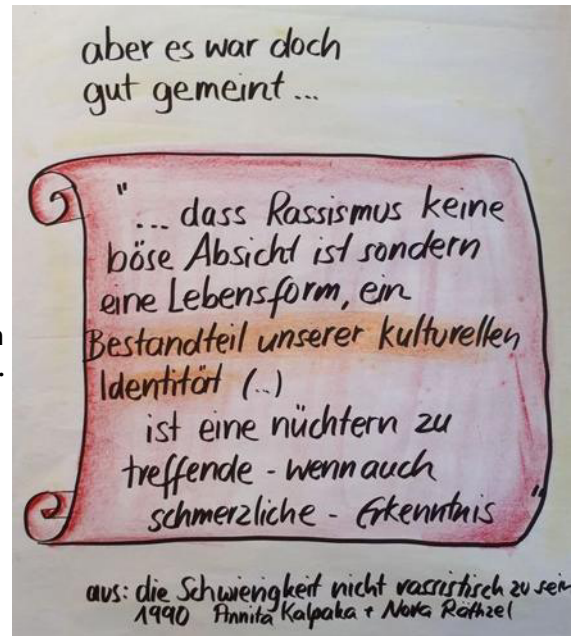 aber es war doch
gut gemeint...
"... dass Rassismus keine
böse Absicht ist sondern
eine Lebensform, ein
Bestandteil unserer kulturellen
Identität (..)
ist eine nüchtern zu
treffende - wenn auch
schmerzliche - Erkenntnis"
aus: die Schwierigkeit nicht rassistisch zu sein
1990 Annita Kalpaka + Nora Räthzel